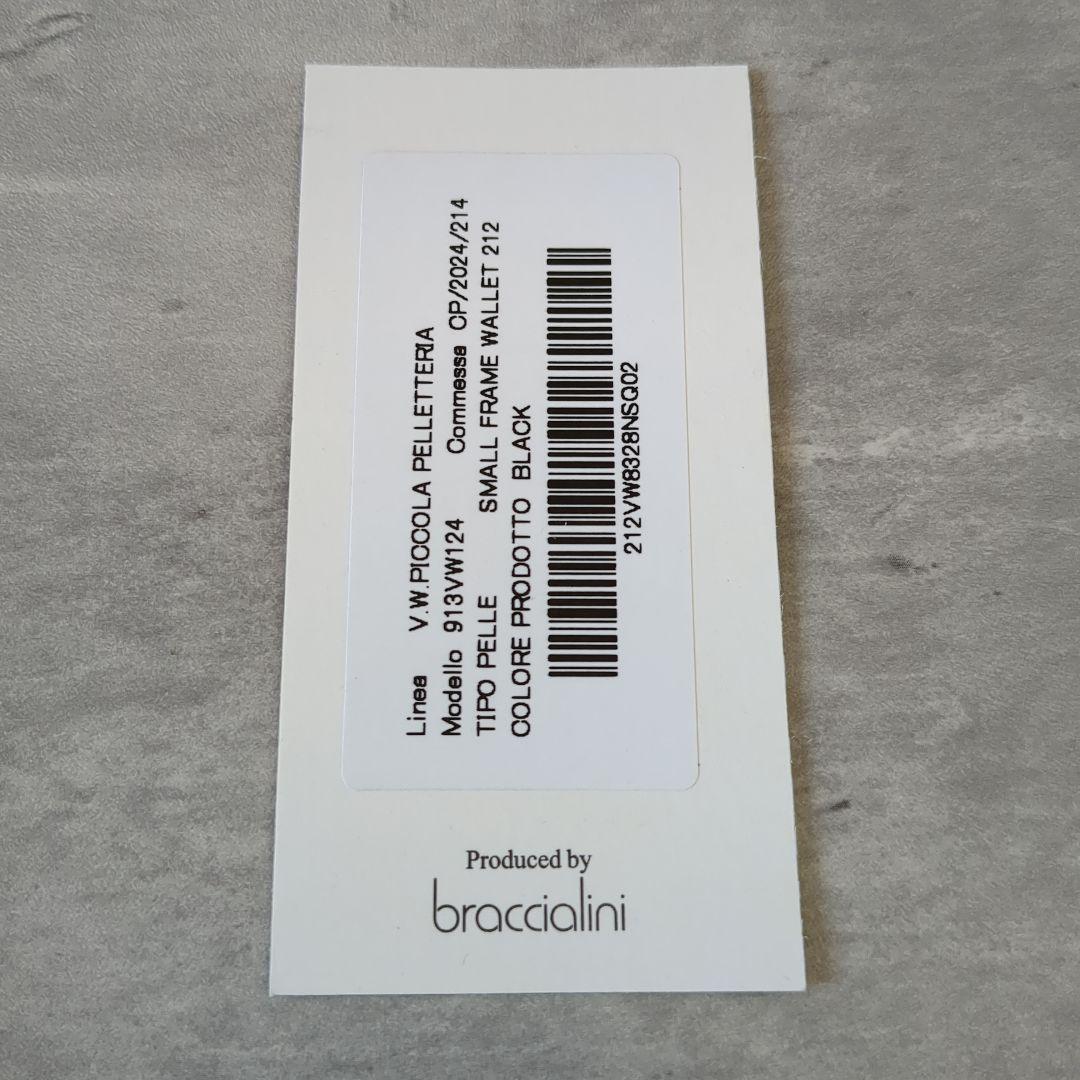 Linea V.W.PICCOLA PELLETTERIA
Modello 913VW124 Commessa CP/2024/214
TIPO PELLE SMALL FRAME WALLET 212
COLORE PRODOTTO BLACK
212VW8328NSQ02
Produced by
braccialini